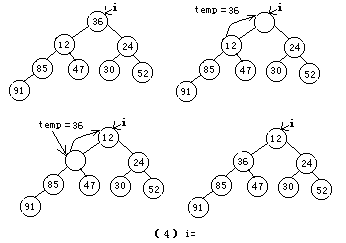 i
36
12 24
85 47 30 52
91
temp=36 i
12 24
85 47 30 52
91
temp=36 i
12
24
85 47 30 52
91
i
12
36 24
85 47 30 52
91
(4) i=